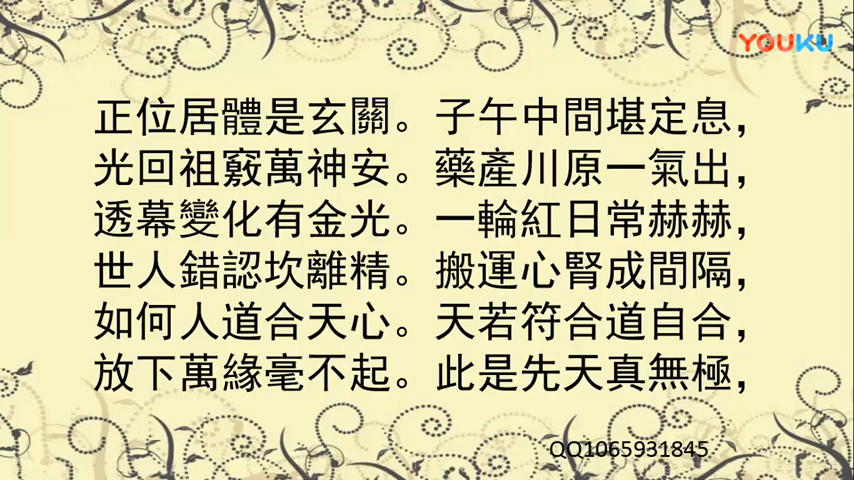 YOUKU
正位居體是玄關。子午中間堪定息，
光回祖竅萬神安。藥產川原一氣出，
透幕變化有金光。一輪紅日常赫赫，
世人錯認坎離精。搬運心腎成間隔，
如何人道合天心。天若符合道自合，
放下萬緣毫不起。此是先天真無極，
QQ1065931845